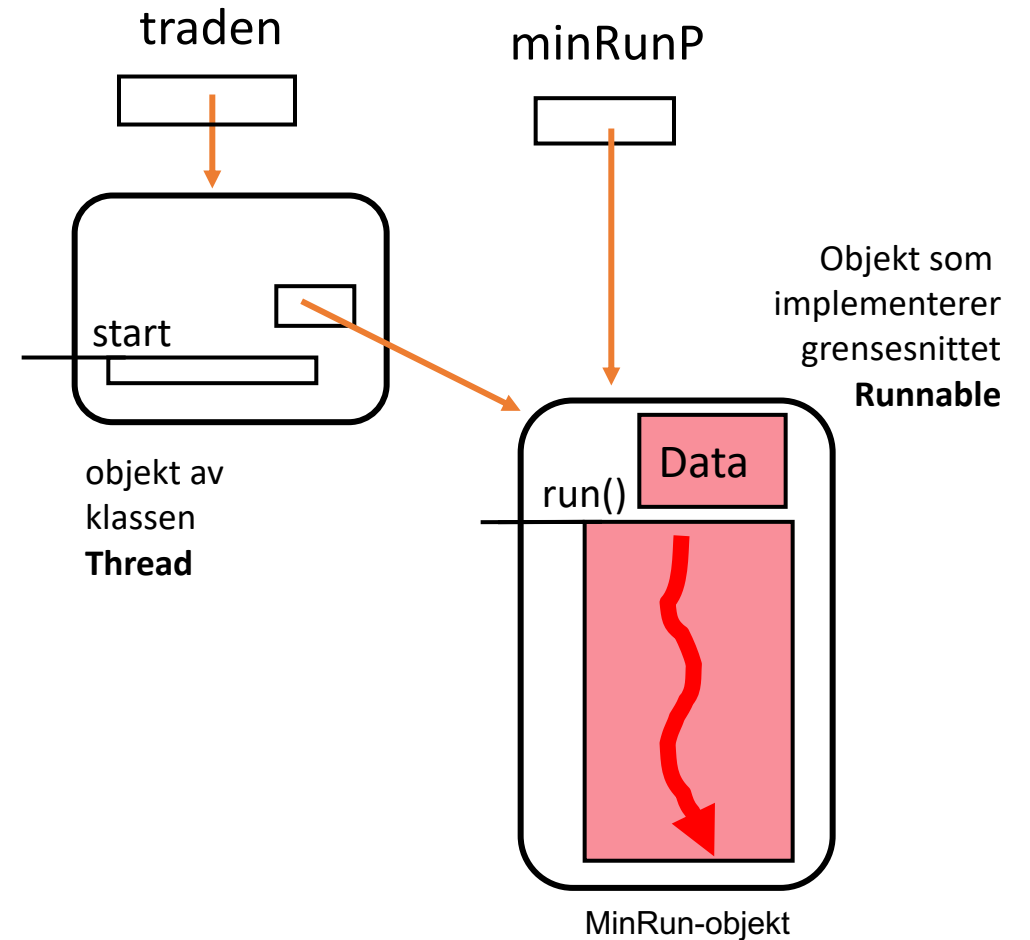 traden
minRunP
Objekt som
implementerer
grensesnittet
Runnable
start
objekt av
klassen
Thread
Data
run()
MinRun-objekt